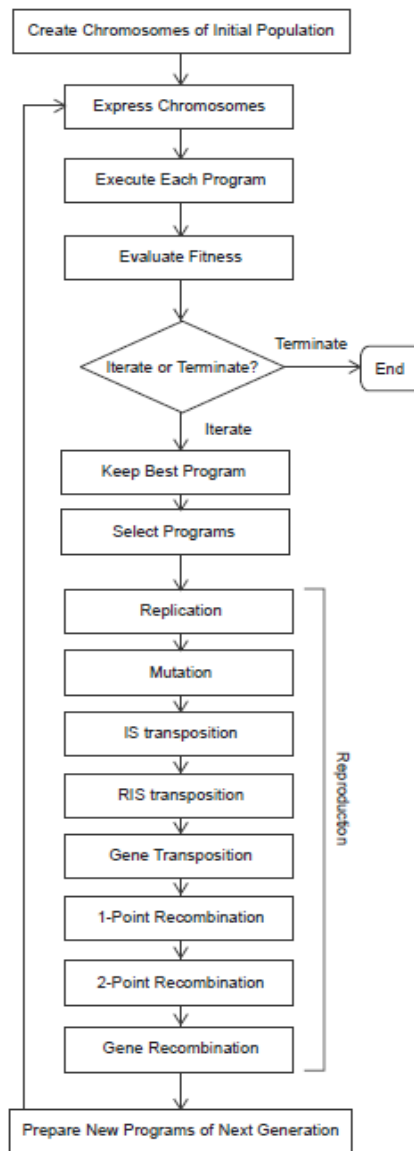 Create Chromosomes of Initial Population
Express Chromosomes
Execute Each Program
Evaluate Fitness
Iterate or Terminate?
Terminate
End
Iterate
Keep Best Program
Select Programs
Replication
Mutation
IS transposition
RIS transposition
Gene Transposition
1-Point Recombination
2-Point Recombination
Gene Recombination
Reproduction
Prepare New Programs of Next Generation